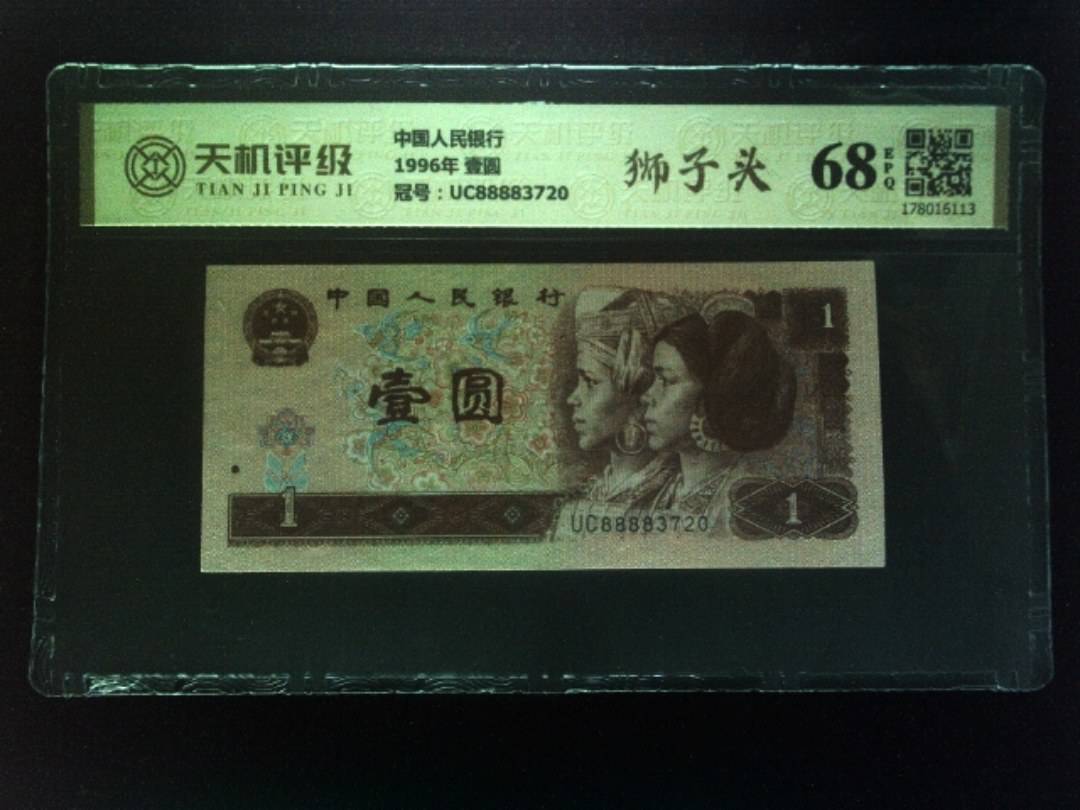 天机评级
TIAN JI PING JI
中国人民银行
1996年 壹圆
冠号：UC88883720
狮子头
68
EPQ
178016113
中国人民银行
1
壹圆
1
UC88883720
1